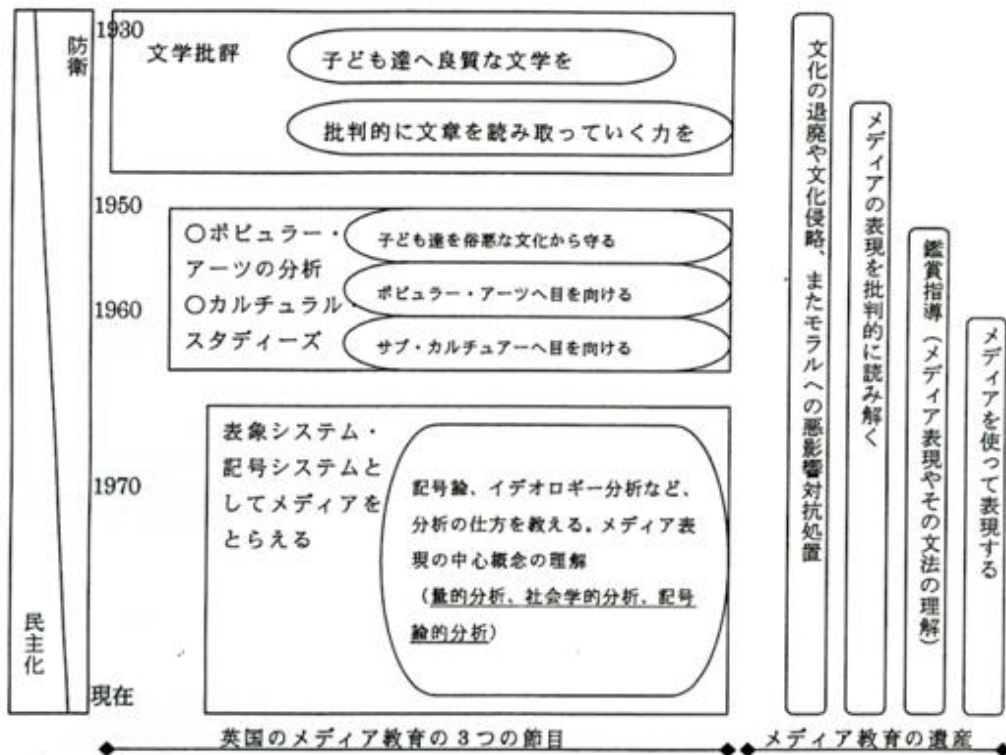 防衛
民主化
1930
1950
1960
1970
現在
文学批評
子ども達へ良質な文学を
批判的に文章を読み取っていく力を
○ポピュラー・
アーツの分析
○カルチュラル・
スタディーズ
子ども達を俗悪な文化から守る
ポピュラー・アーツへ目を向ける
サブ・カルチュアーへ目を向ける
表象システム・
記号システムと
してメディアを
とらえる
記号論、イデオロギー分析など、
分析の仕方を教える。メディア表
現の中心概念の理解
（量的分析、社会学的分析、記号
論的分析）
文化の退廃や文化侵略、またモラルへの悪影響対抗処置
メディアの表現を批判的に読み解く
鑑賞指導（メディア表現やその文法の理解）
メディアを使って表現する
英国のメディア教育の３つの節目
メディア教育の遺産